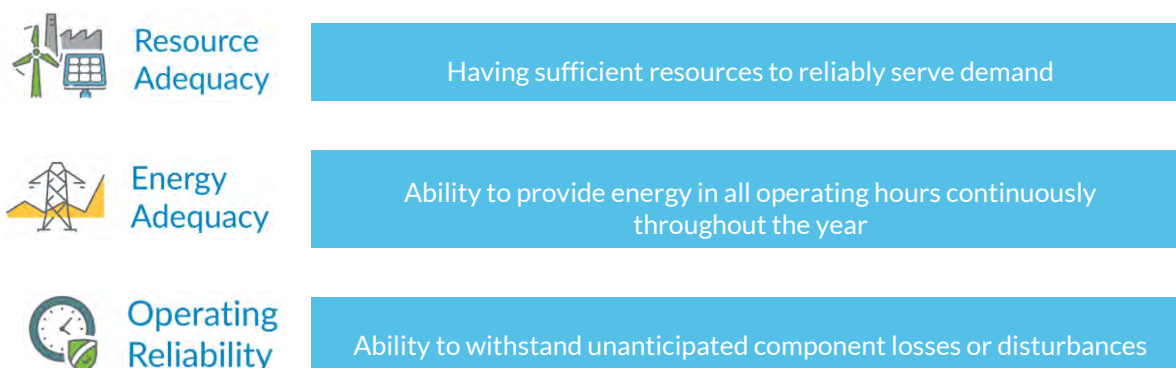 Resource
Adequacy
Having sufficient resources to reliably serve demand
Energy
Adequacy
Ability to provide energy in all operating hours continuously
throughout the year
Operating
Reliability
Ability to withstand unanticipated component losses or disturbances